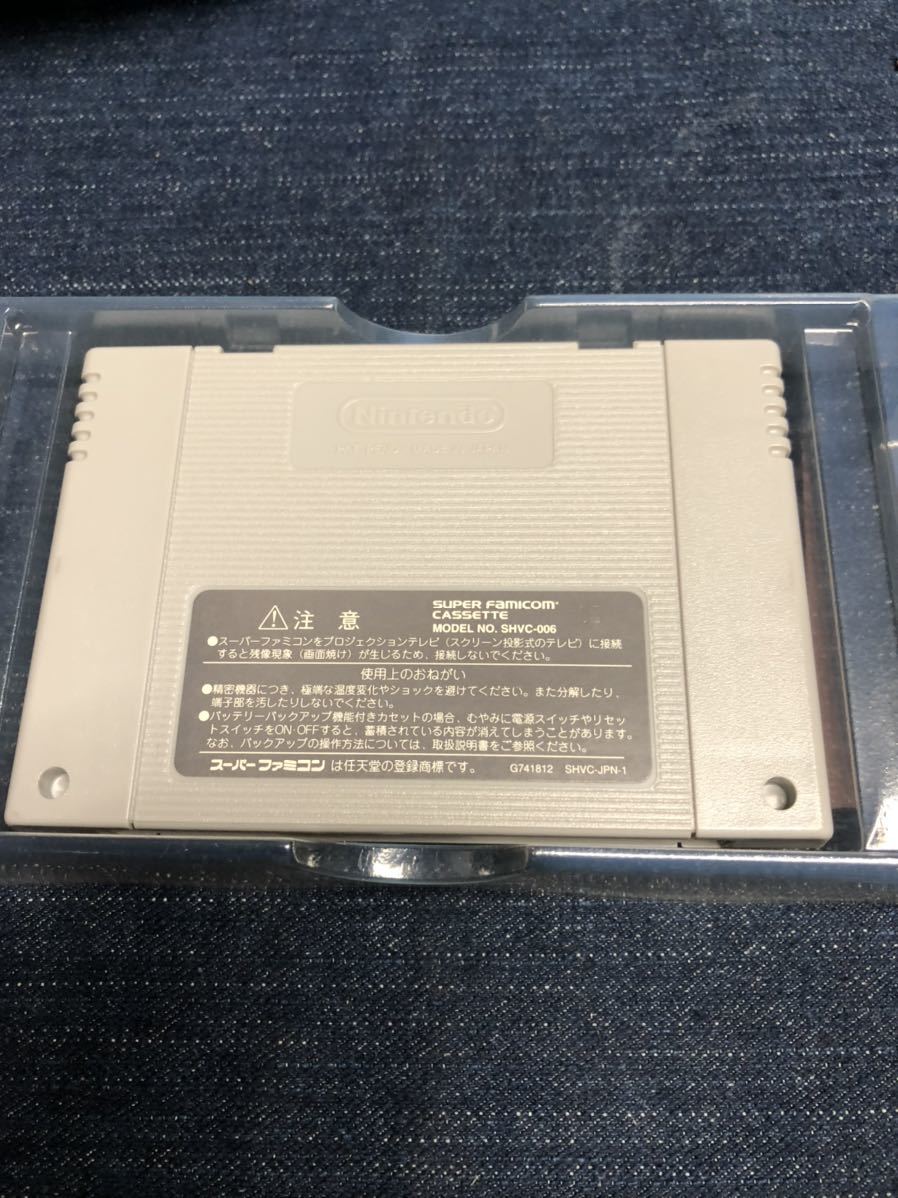 Nintendo
⚠注意
SUPER FAMICOM
CASSETTE
MODEL NO. SHVC-006
●スーパーファミコンをプロジェクションテレビ(スクリーン投影式のテレビ)に接続
すると残像現象(画面焼け)が生じるため、接続しないでください。
使用上のおねがい
●精密機器につき、極端な温度変化やショックを避けてください。また分解したり、
端子部を汚したりしないでください。
●バッテリーバックアップ機能付きカセットの場合、むやみに電源スイッチやリセッ
トスイッチをON・OFFすると、蓄積されている内容が消えてしまうことがあります。
なお、バックアップの操作方法については、取扱説明書をご参照ください。
スーパーファミコン は任天堂の登録商標です。 G741812 SHVC-JPN-1